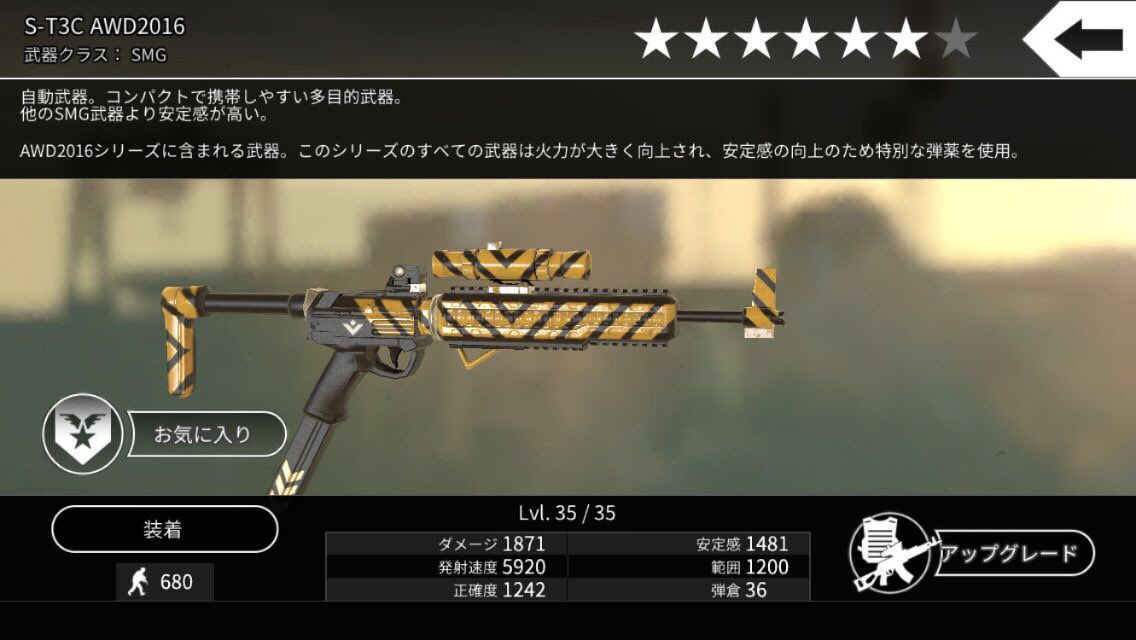 S-T3C AWD2016
武器クラス： SMG
自動武器。コンパクトで携帯しやすい多目的武器。
他のSMG武器より安定感が高い。
AWD2016シリーズに含まれる武器。このシリーズのすべての武器は火力が大きく向上され、安定感の向上のため特別な弾薬を使用。
お気に入り
装着
680
Lvl. 35 / 35
ダメージ 1871 安定感 1481
発射速度 5920 範囲 1200
正確度 1242 弾倉 36
アップグレード